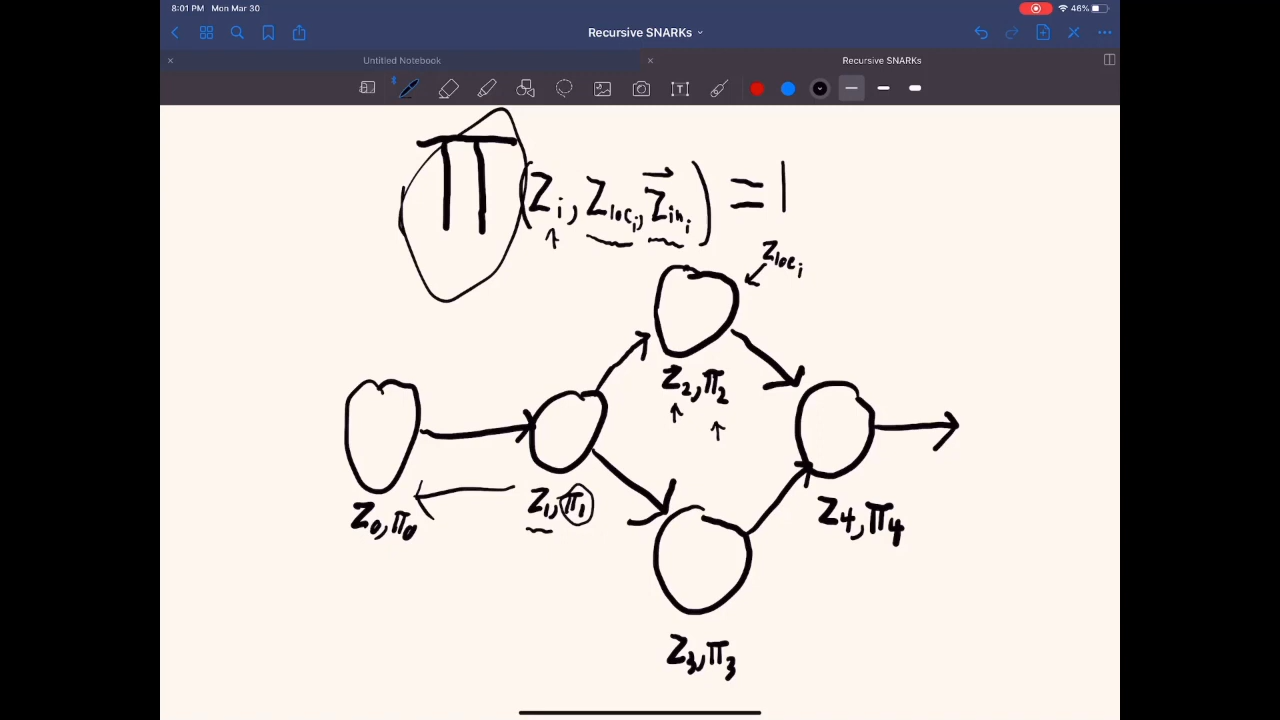 8:01 PM Mon Mar 30
46%
Recursive SNARKs
Untitled Notebook
Recursive SNARKs
Π(z_i, z_loc_i, z⃗_in_i) = 1
z_loc_i
z_2, π_2
z_0, π_0
z_1, π_1
z_4, π_4
z_3, π_3